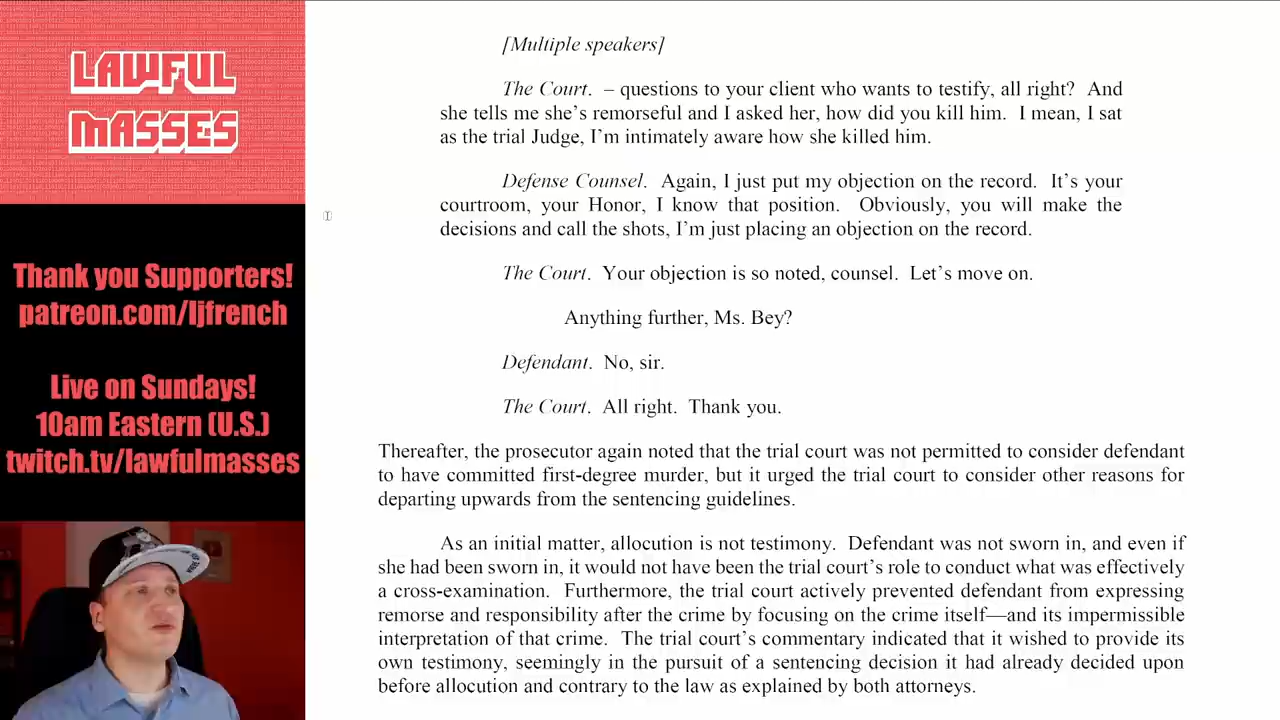 LAWFUL
MASSES
Thank you Supporters!
patreon.com/ljfrench
Live on Sundays!
10am Eastern (U.S.)
twitch.tv/lawfulmasses
[Multiple speakers]
The Court. – questions to your client who wants to testify, all right? And
she tells me she's remorseful and I asked her, how did you kill him. I mean, I sat
as the trial Judge, I'm intimately aware how she killed him.
Defense Counsel. Again, I just put my objection on the record. It's your
courtroom, your Honor, I know that position. Obviously, you will make the
decisions and call the shots, I'm just placing an objection on the record.
The Court. Your objection is so noted, counsel. Let's move on.
Anything further, Ms. Bey?
Defendant. No, sir.
The Court. All right. Thank you.
Thereafter, the prosecutor again noted that the trial court was not permitted to consider defendant
to have committed first-degree murder, but it urged the trial court to consider other reasons for
departing upwards from the sentencing guidelines.
As an initial matter, allocution is not testimony. Defendant was not sworn in, and even if
she had been sworn in, it would not have been the trial court's role to conduct what was effectively
a cross-examination. Furthermore, the trial court actively prevented defendant from expressing
remorse and responsibility after the crime by focusing on the crime itself—and its impermissible
interpretation of that crime. The trial court's commentary indicated that it wished to provide its
own testimony, seemingly in the pursuit of a sentencing decision it had already decided upon
before allocution and contrary to the law as explained by both attorneys.